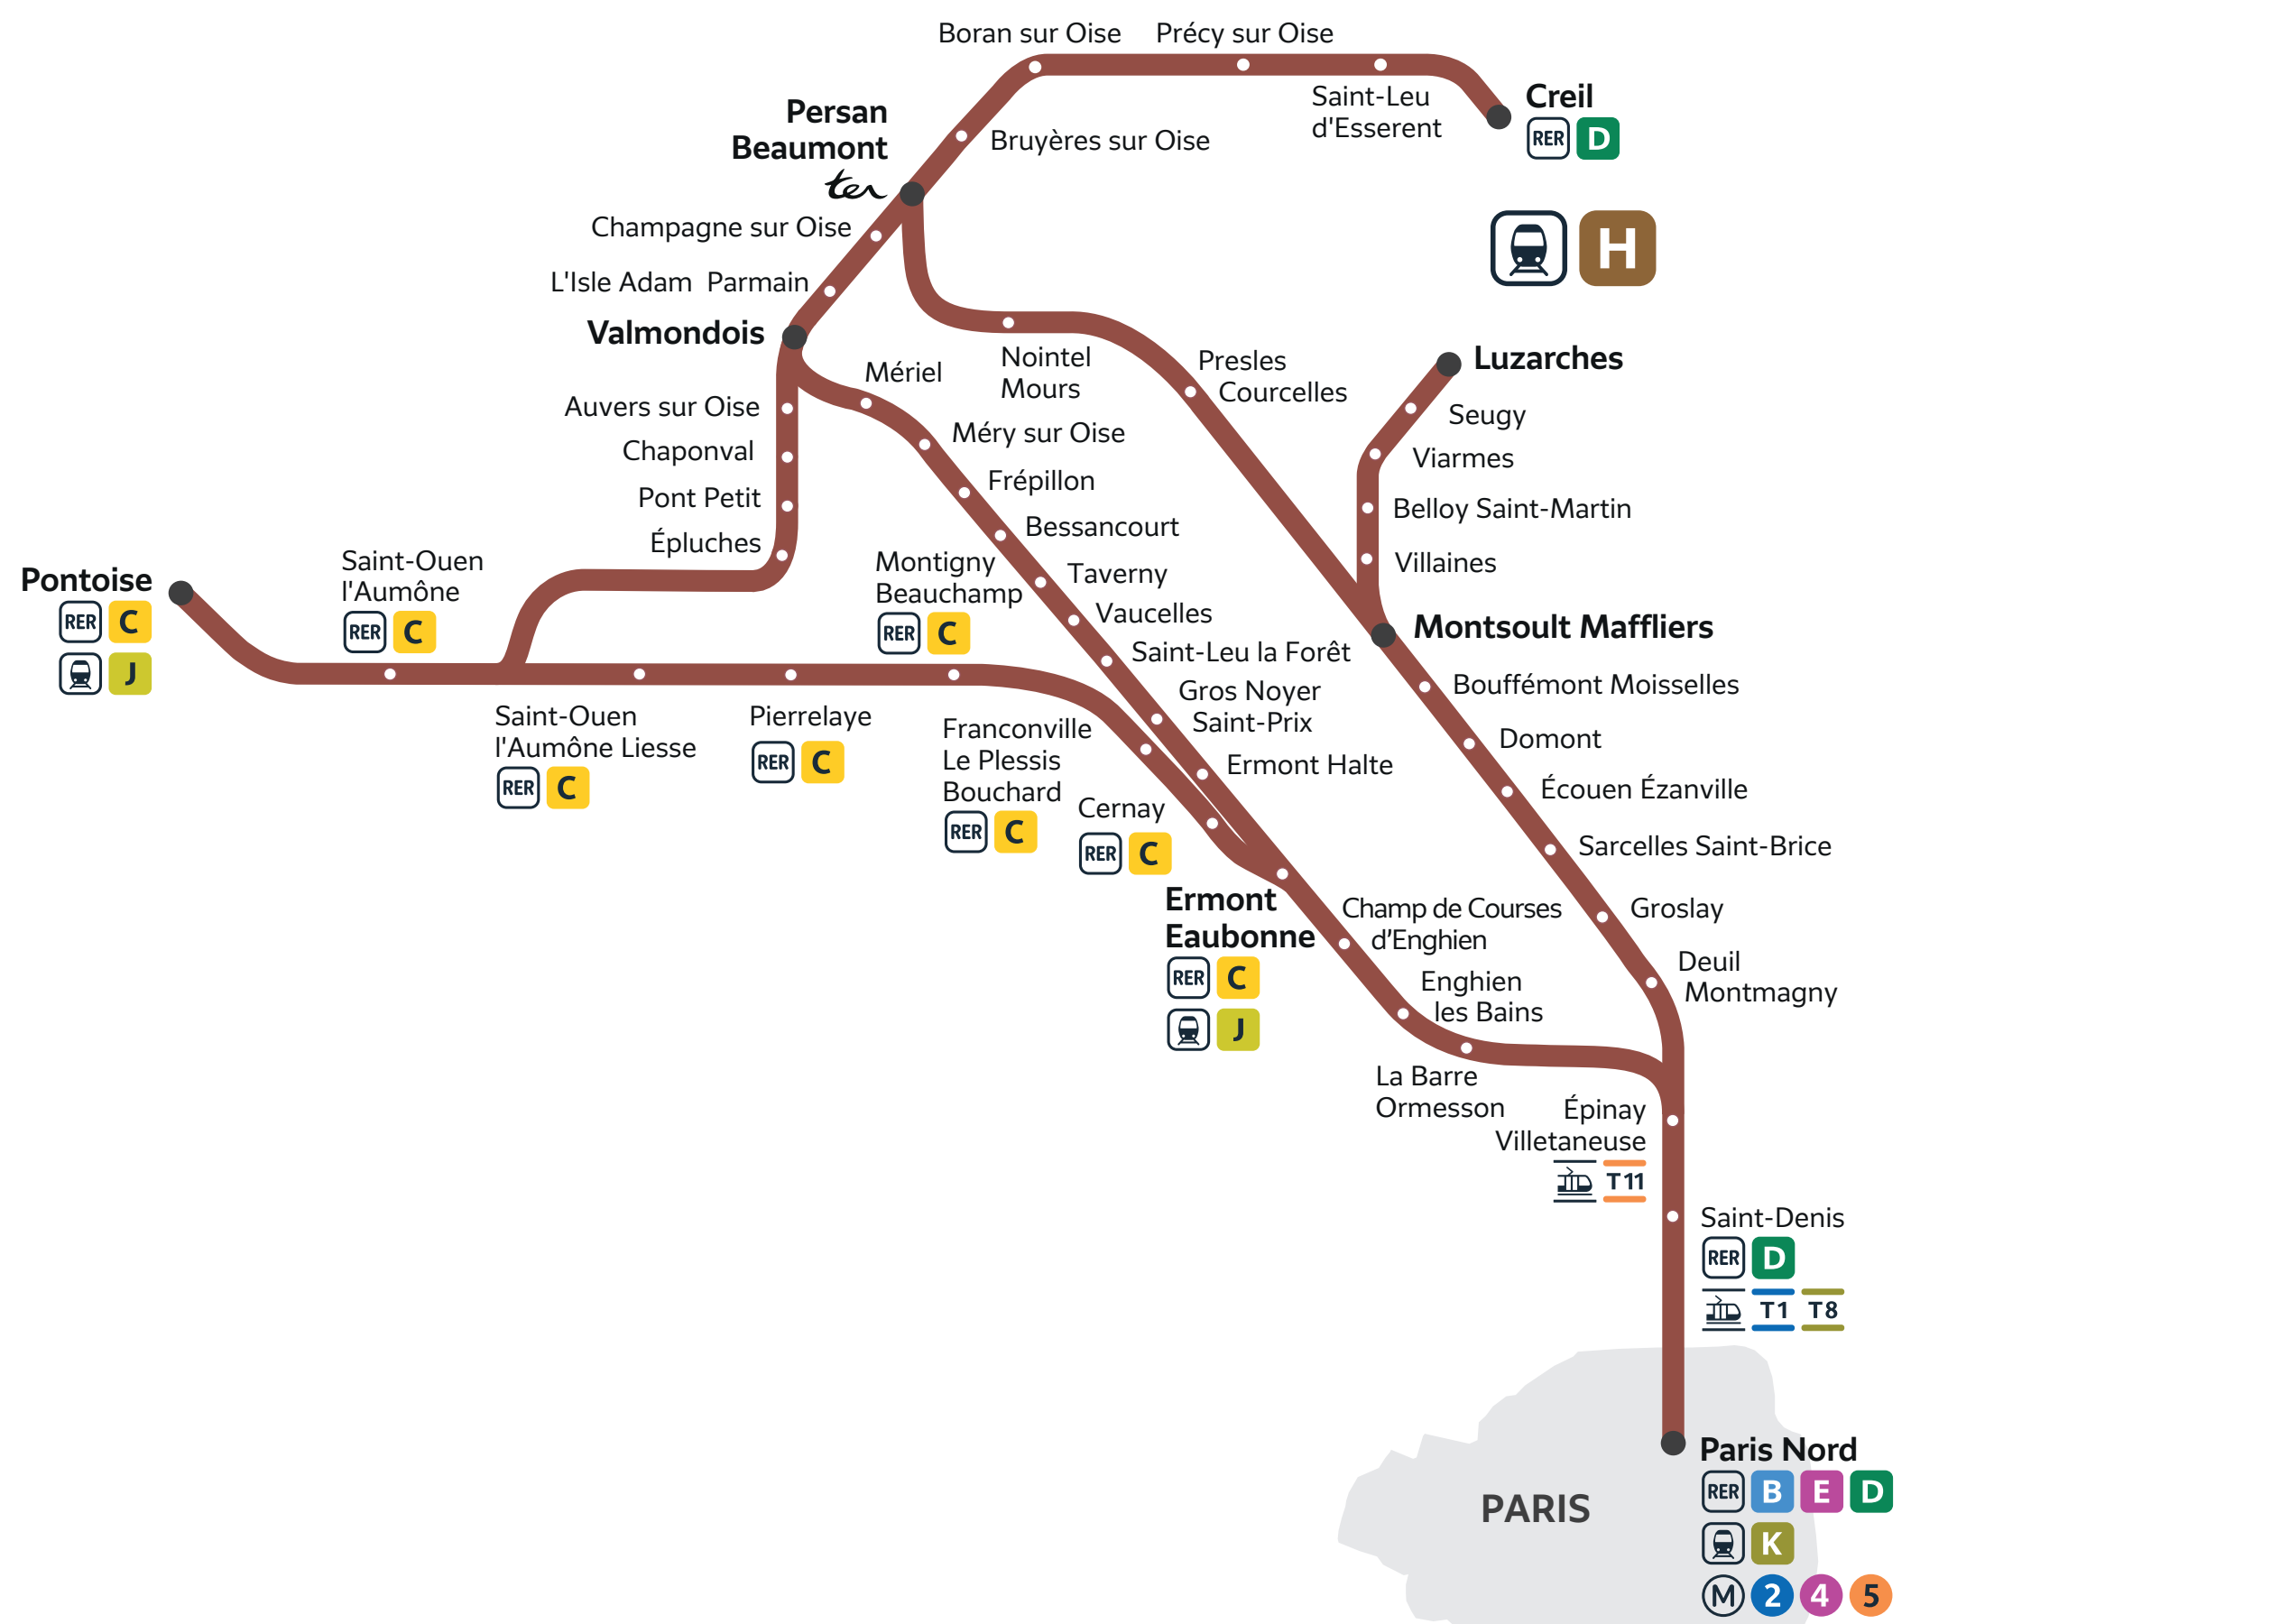 Boran sur Oise
Précy sur Oise
Saint-Leu
d'Esserent
Creil
RER D
Persan
Beaumont
ter
Bruyères sur Oise
Champagne sur Oise
H
L'Isle Adam Parmain
Valmondois
Nointel
Mours
Presles
Courcelles
Luzarches
Mériel
Auvers sur Oise
Seugy
Méry sur Oise
Chaponval
Viarmes
Frépillon
Pont Petit
Belloy Saint-Martin
Bessancourt
Épluches
Villaines
Pontoise
RER C
J
Saint-Ouen
l'Aumône
RER C
Montigny
Beauchamp
RER C
Taverny
Vaucelles
Montsoult Maffliers
Saint-Leu la Forêt
Gros Noyer
Saint-Prix
Bouffémont Moisselles
Saint-Ouen
l'Aumône Liesse
RER C
Pierrelaye
RER C
Franconville
Le Plessis
Bouchard
RER C
Domont
Ermont Halte
Écouen Ézanville
Cernay
RER C
Sarcelles Saint-Brice
Ermont
Eaubonne
RER C
J
Champ de Courses
d'Enghien
Groslay
Enghien
les Bains
Deuil
Montmagny
La Barre
Ormesson
Épinay
Villetaneuse
T11
Saint-Denis
RER D
T1 T8
Paris Nord
RER B E D
K
M 2 4 5
PARIS